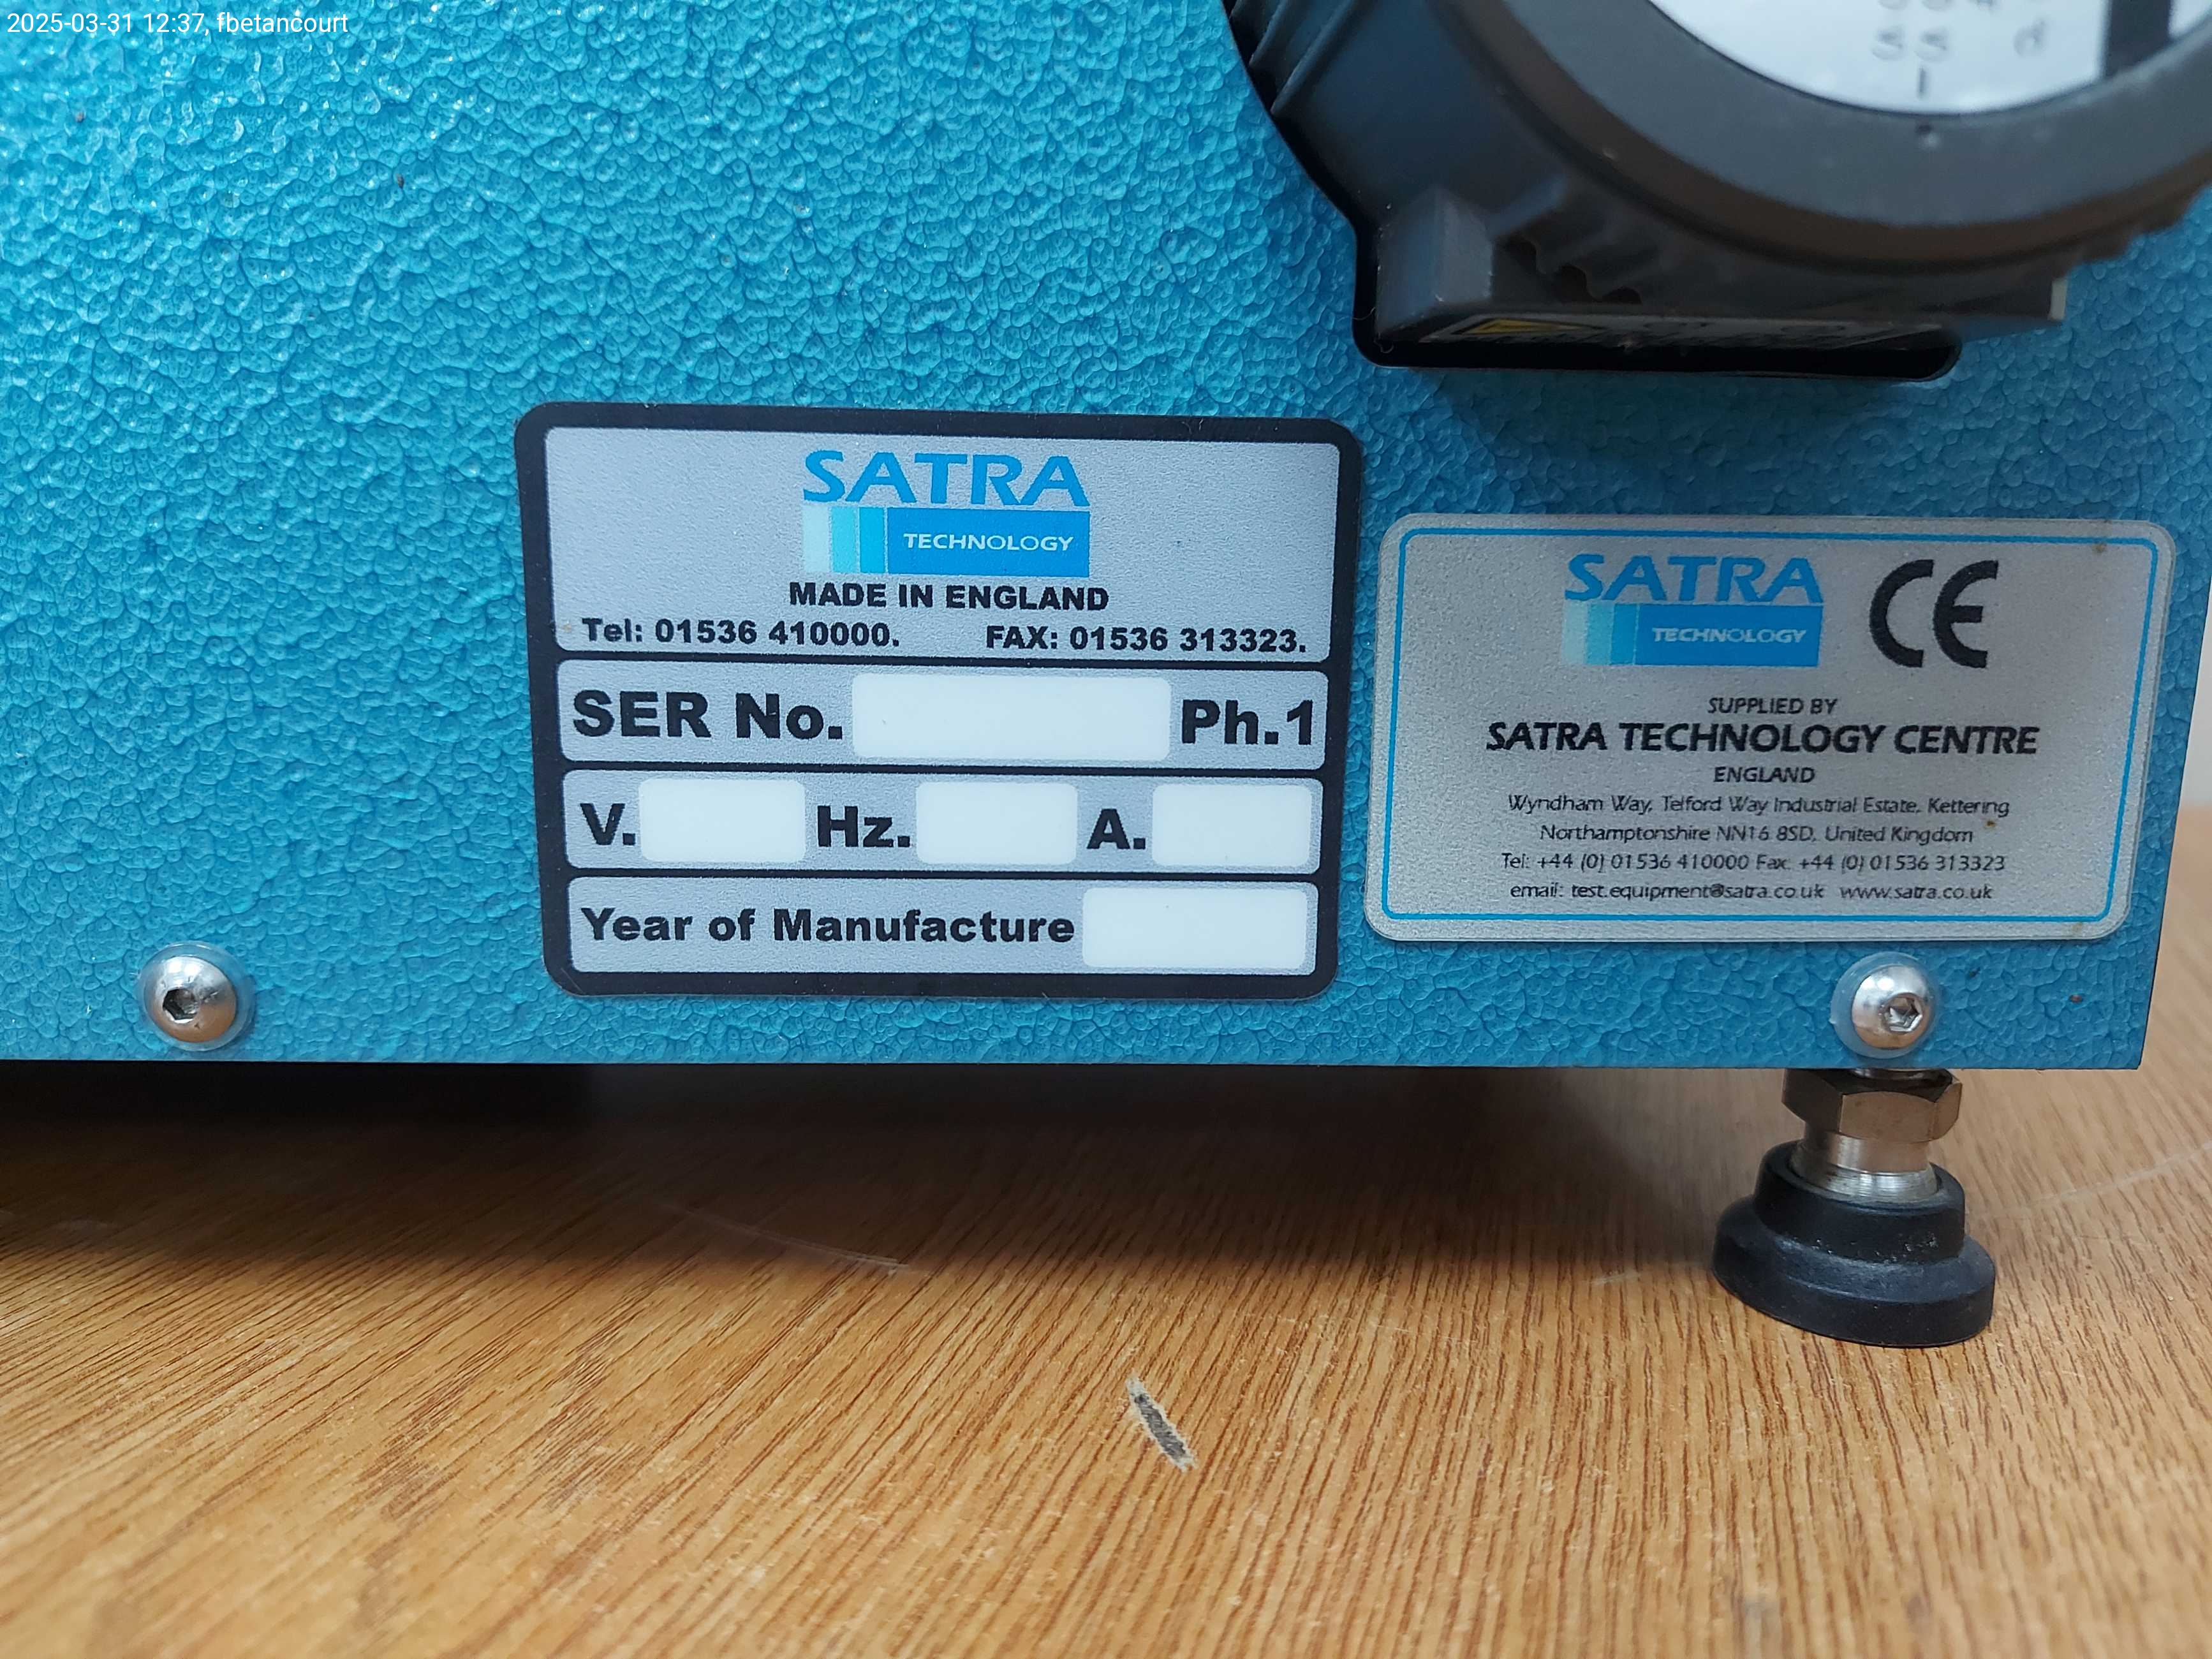 2025-03-31 12:37, fbetancourt
SATRA
TECHNOLOGY
MADE IN ENGLAND
Tel: 01536 410000. FAX: 01536 313323.
SER No. Ph.1
V. Hz. A.
Year of Manufacture
SATRA
TECHNOLOGY
CE
SUPPLIED BY
SATRA TECHNOLOGY CENTRE
ENGLAND
Wyndham Way, Telford Way Industrial Estate, Kettering
Northamptonshire NN16 8SD, United Kingdom
Tel: +44 (0) 01536 410000 Fax: +44 (0) 01536 313323
email: test.equipment@satra.co.uk www.satra.co.uk